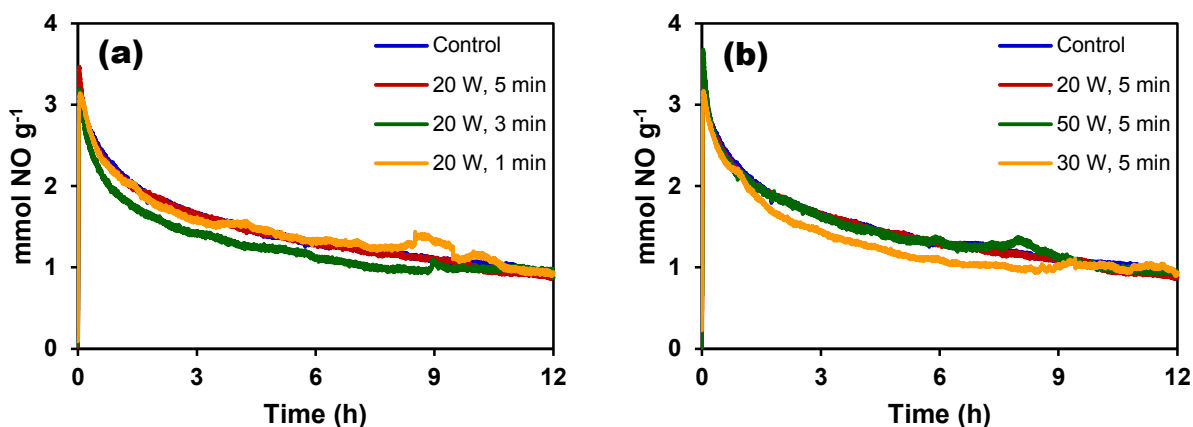 (a)
Control
20 W, 5 min
20 W, 3 min
20 W, 1 min
mmol NO g⁻¹
4
3
2
1
0
0 3 6 9 12
Time (h)
(b)
Control
20 W, 5 min
50 W, 5 min
30 W, 5 min
mmol NO g⁻¹
4
3
2
1
0
0 3 6 9 12
Time (h)